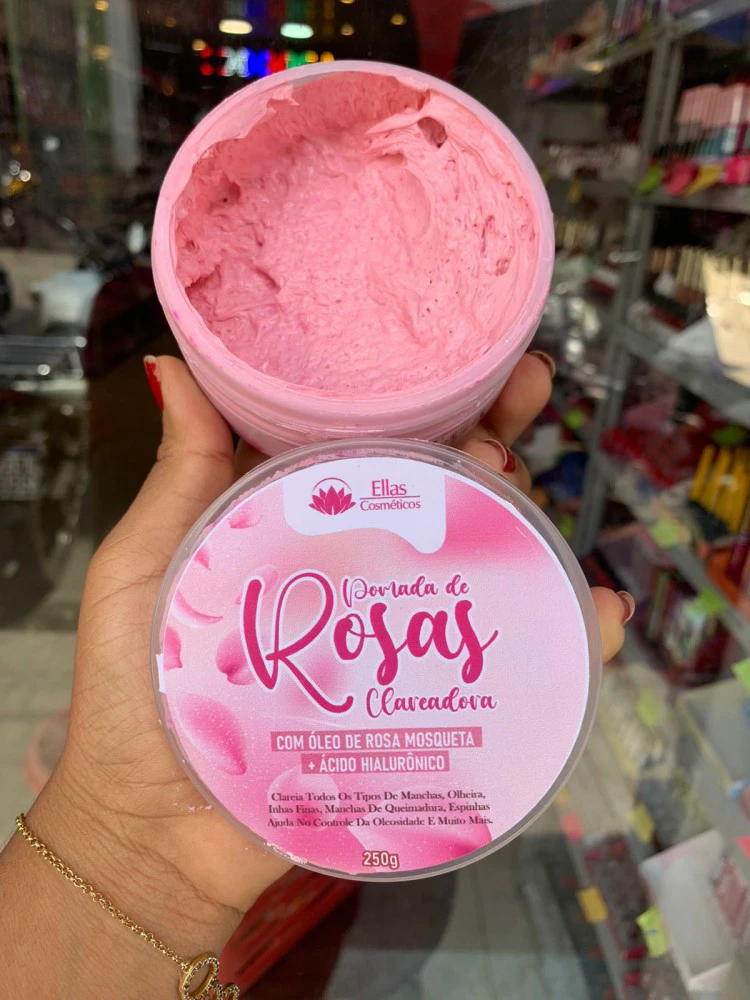 Ellas
Cosméticos
Pomada de
Rosas
Clareadora
COM ÓLEO DE ROSA MOSQUETA
+ ÁCIDO HIALURÔNICO
Clareia Todos Os Tipos De Manchas, Olheira,
Inhas Finas, Manchas De Queimadura, Espinhas
Ajuda No Controle Da Oleosidade E Muito Mais.
250g